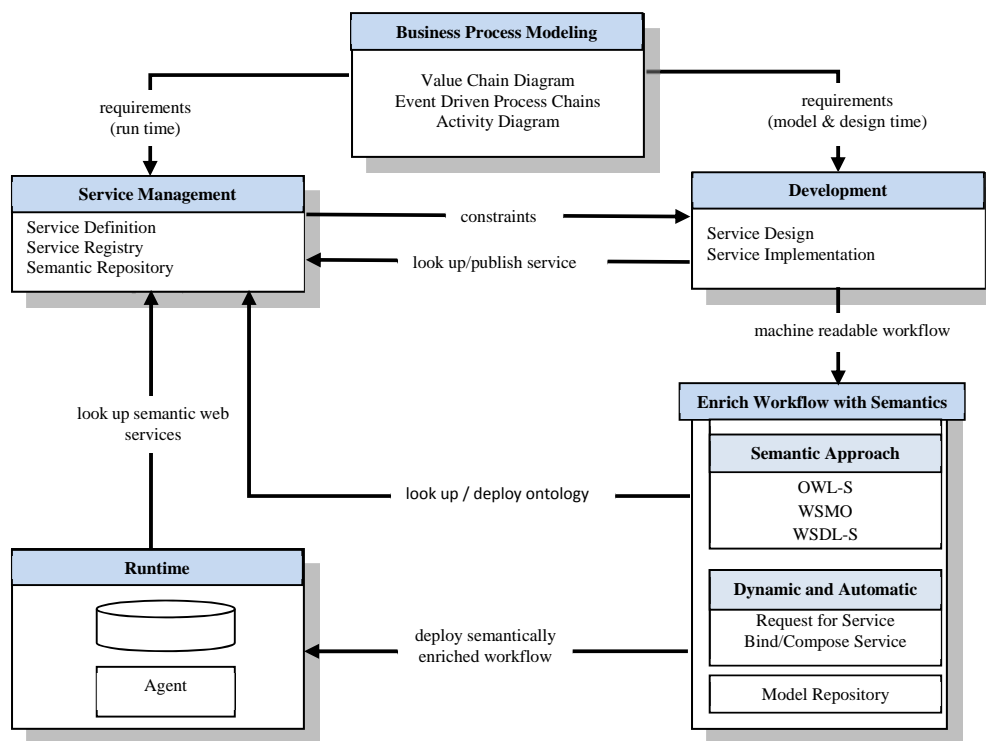 Business Process Modeling
Value Chain Diagram
Event Driven Process Chains
Activity Diagram
requirements
(run time)
requirements
(model & design time)
Service Management
Service Definition
Service Registry
Semantic Repository
constraints
look up/publish service
Development
Service Design
Service Implementation
machine readable workflow
look up semantic web
services
Enrich Workflow with Semantics
Semantic Approach
OWL-S
WSMO
WSDL-S
look up / deploy ontology
Runtime
Agent
deploy semantically
enriched workflow
Dynamic and Automatic
Request for Service
Bind/Compose Service
Model Repository